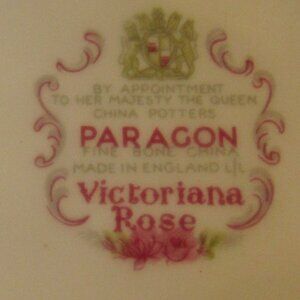 BY APPOINTMENT
TO HER MAJESTY THE QUEEN
CHINA POTTERS
PARAGON
FINE BONE CHINA
MADE IN ENGLAND
Victoriana
Rose